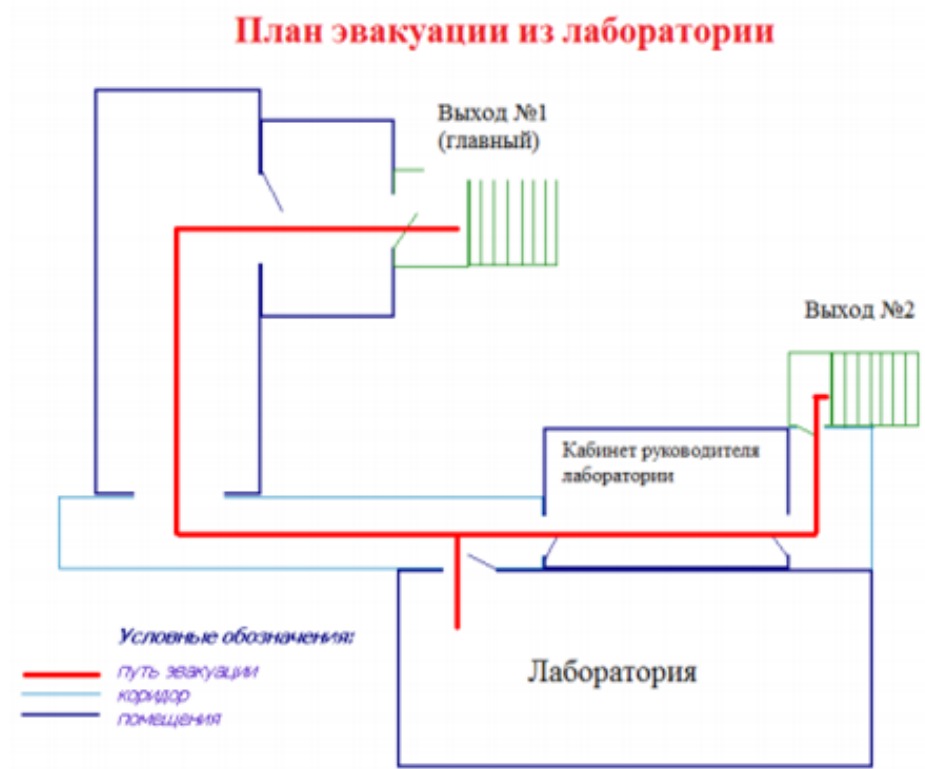 План эвакуации из лаборатории
Выход №1
(главный)
Выход №2
Кабинет руководителя
лаборатории
Лаборатория
Условные обозначения:
путь эвакуации
коридор
помещения